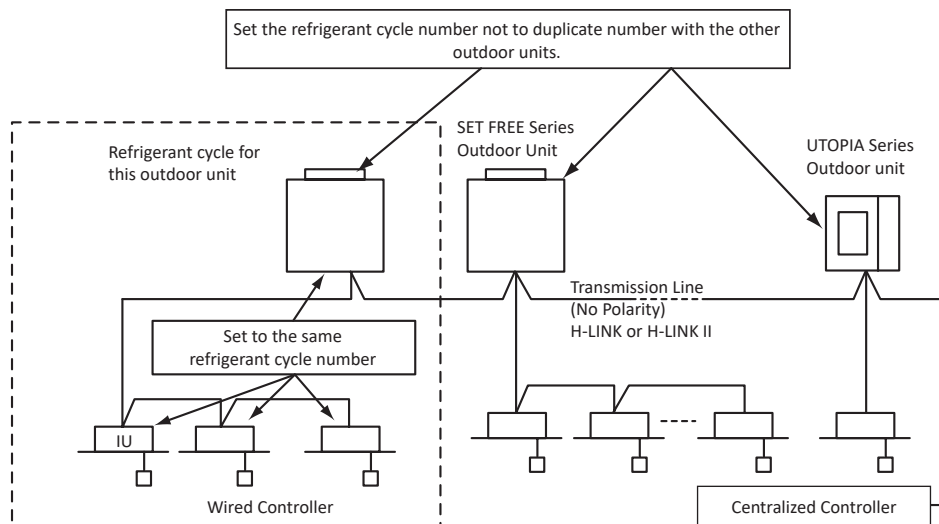 Set the refrigerant cycle number not to duplicate number with the other
outdoor units.
Refrigerant cycle for
this outdoor unit
SET FREE Series
Outdoor Unit
UTOPIA Series
Outdoor unit
Transmission Line
(No Polarity)
H-LINK or H-LINK II
Set to the same
refrigerant cycle number
IU
Wired Controller
Centralized Controller